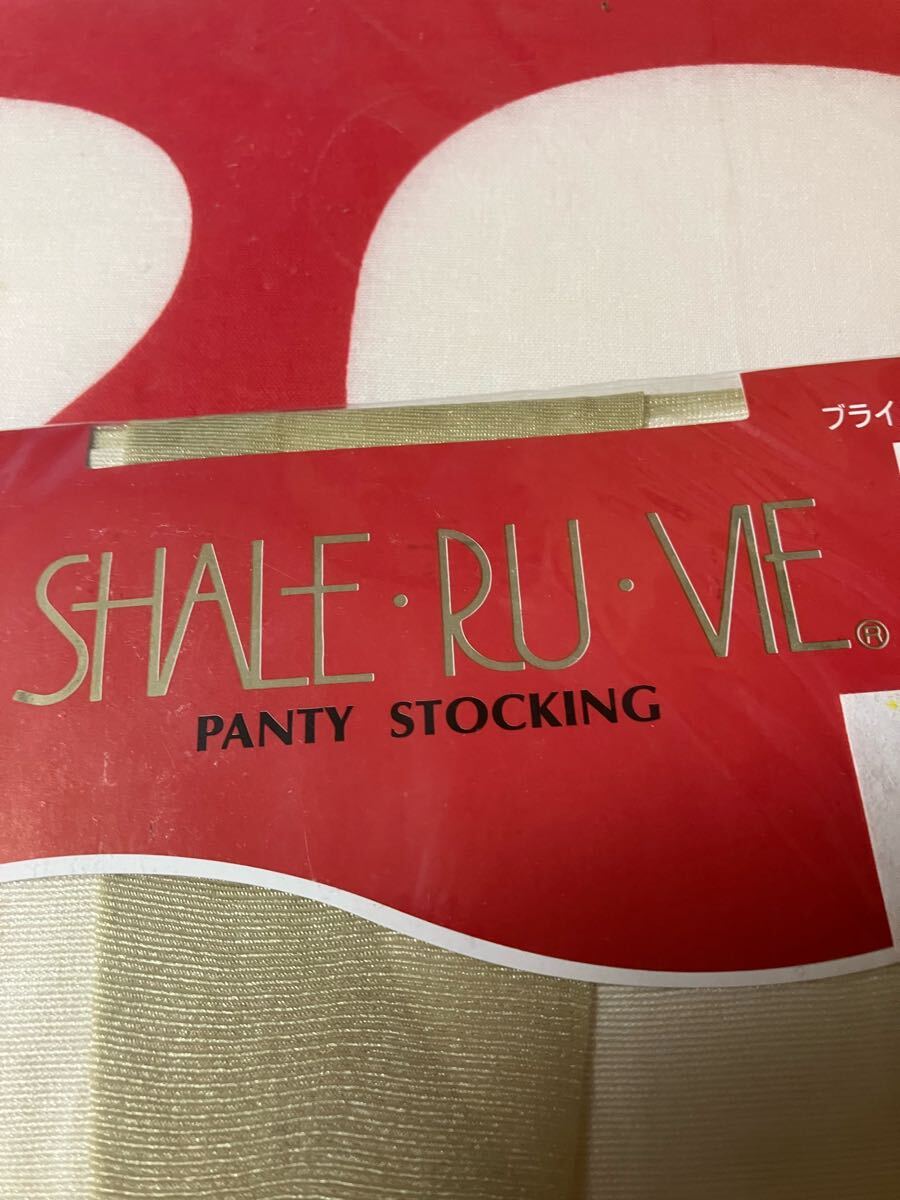 ブライ
SHALE・RU・VIE®
PANTY STOCKING